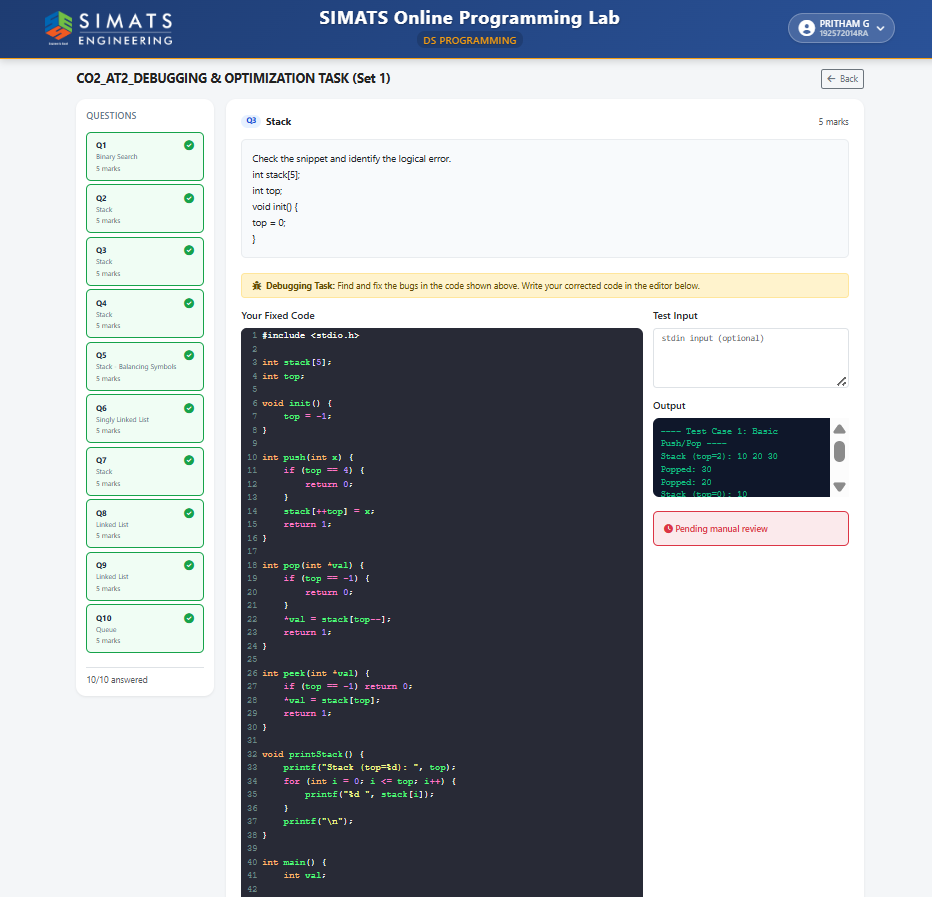 SIMATS
ENGINEERING
SIMATS Online Programming Lab
DS PROGRAMMING
PRITHAM G
192572014RA
CO2_AT2_DEBUGGING & OPTIMIZATION TASK (Set 1)
← Back
QUESTIONS
Q1
Binary Search
5 marks
Q2
Stack
5 marks
Q3
Stack
5 marks
Q4
Stack
5 marks
Q5
Stack - Balancing Symbols
5 marks
Q6
Singly Linked List
5 marks
Q7
Stack
5 marks
Q8
Linked List
5 marks
Q9
Linked List
5 marks
Q10
Queue
5 marks
10/10 answered
Q3 Stack 5 marks
Check the snippet and identify the logical error.
int stack[5];
int top;
void init() {
top = 0;
}
Debugging Task: Find and fix the bugs in the code shown above. Write your corrected code in the editor below.
Your Fixed Code
1 #include <stdio.h>
2
3 int stack[5];
4 int top;
5
6 void init() {
7     top = -1;
8 }
9
10 int push(int x) {
11     if (top == 4) {
12         return 0;
13     }
14     stack[++top] = x;
15     return 1;
16 }
17
18 int pop(int *val) {
19     if (top == -1) {
20         return 0;
21     }
22     *val = stack[top--];
23     return 1;
24 }
25
26 int peek(int *val) {
27     if (top == -1) return 0;
28     *val = stack[top];
29     return 1;
30 }
31
32 void printStack() {
33     printf("Stack (top=%d): ", top);
34     for (int i = 0; i <= top; i++) {
35         printf("%d ", stack[i]);
36     }
37     printf("\n");
38 }
39
40 int main() {
41     int val;
42
Test Input
stdin input (optional)
Output
---- Test Case 1: Basic
Push/Pop ----
Stack (top=2): 10 20 30
Popped: 30
Popped: 20
Stack (top=0): 10
Pending manual review